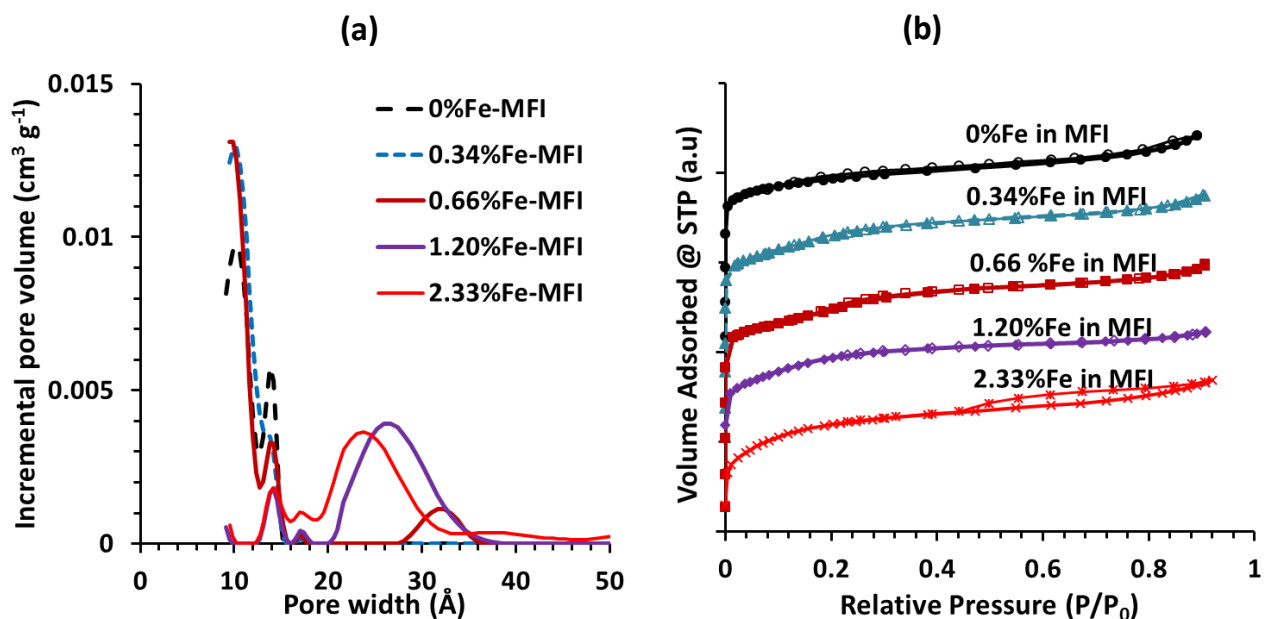 (a)
Incremental pore volume (cm³ g⁻¹)
0.015
0.01
0.005
0
0%Fe-MFI
0.34%Fe-MFI
0.66%Fe-MFI
1.20%Fe-MFI
2.33%Fe-MFI
0 10 20 30 40 50
Pore width (Å)
(b)
Volume Adsorbed @ STP (a.u)
0%Fe in MFI
0.34%Fe in MFI
0.66 %Fe in MFI
1.20%Fe in MFI
2.33%Fe in MFI
0 0.2 0.4 0.6 0.8 1
Relative Pressure (P/P₀)